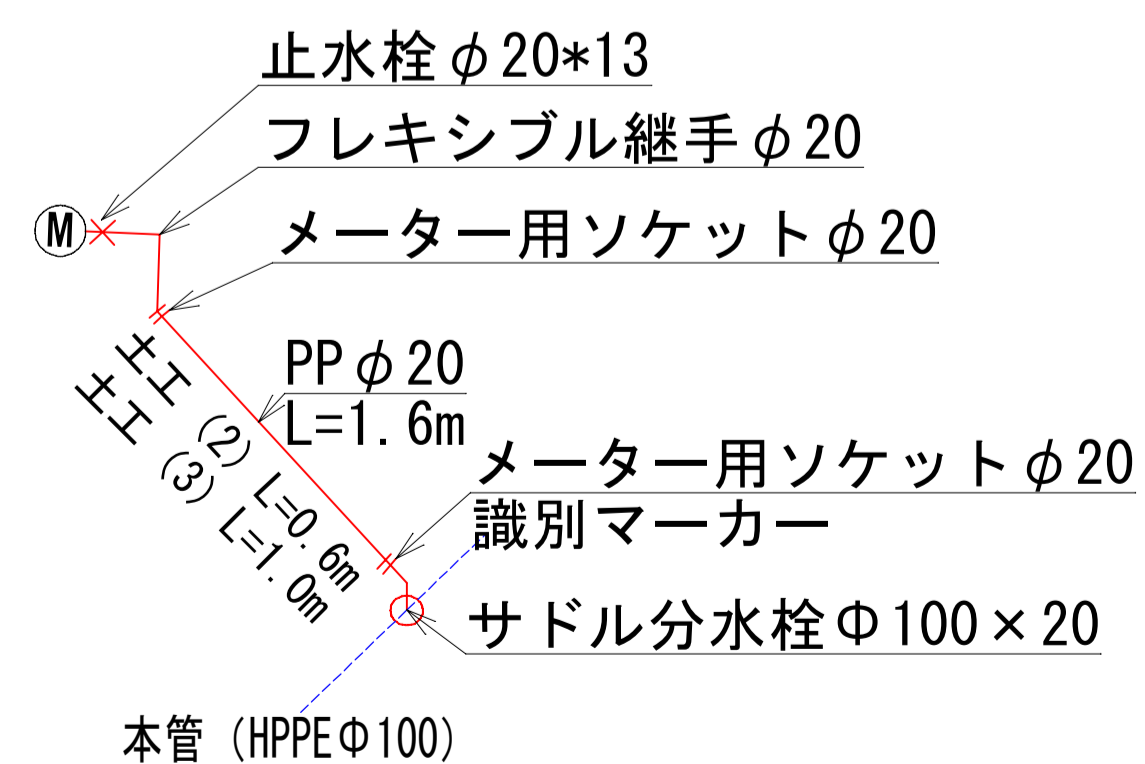 止水栓φ20*13
フレキシブル継手φ20
M
メーター用ソケットφ20
PPφ20
L=1.6m
土工(2) L=0.6m
土工(3) L=1.0m
メーター用ソケットφ20
識別マーカー
サドル分水栓Φ100×20
本管(HPPEΦ100)